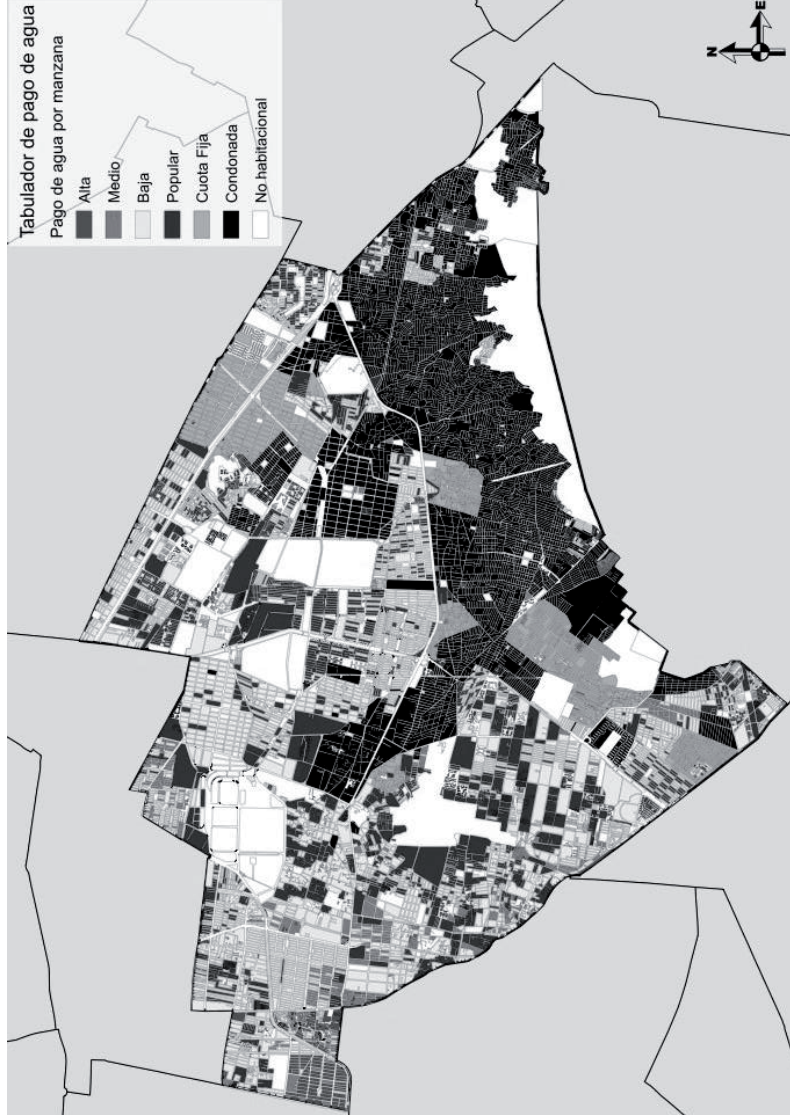 Tabulador de pago de agua
Pago de agua por manzana
Alta
Medio
Baja
Popular
Cuota Fija
Condonada
No habitacional
N
E